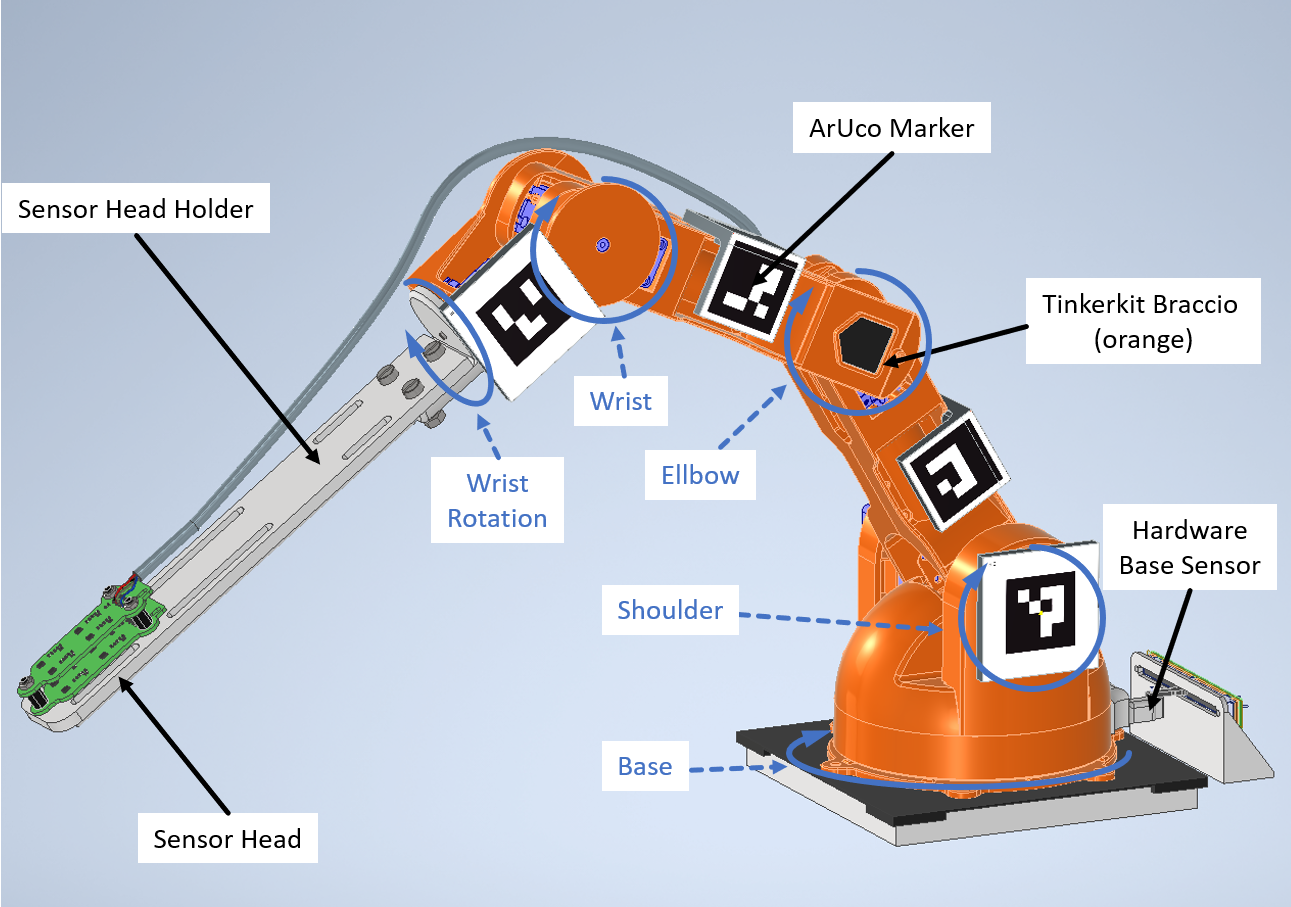 ArUco Marker
Sensor Head Holder
Tinkerkit Braccio
(orange)
Wrist
Ellbow
Wrist
Rotation
Hardware
Base Sensor
Shoulder
Base
Sensor Head